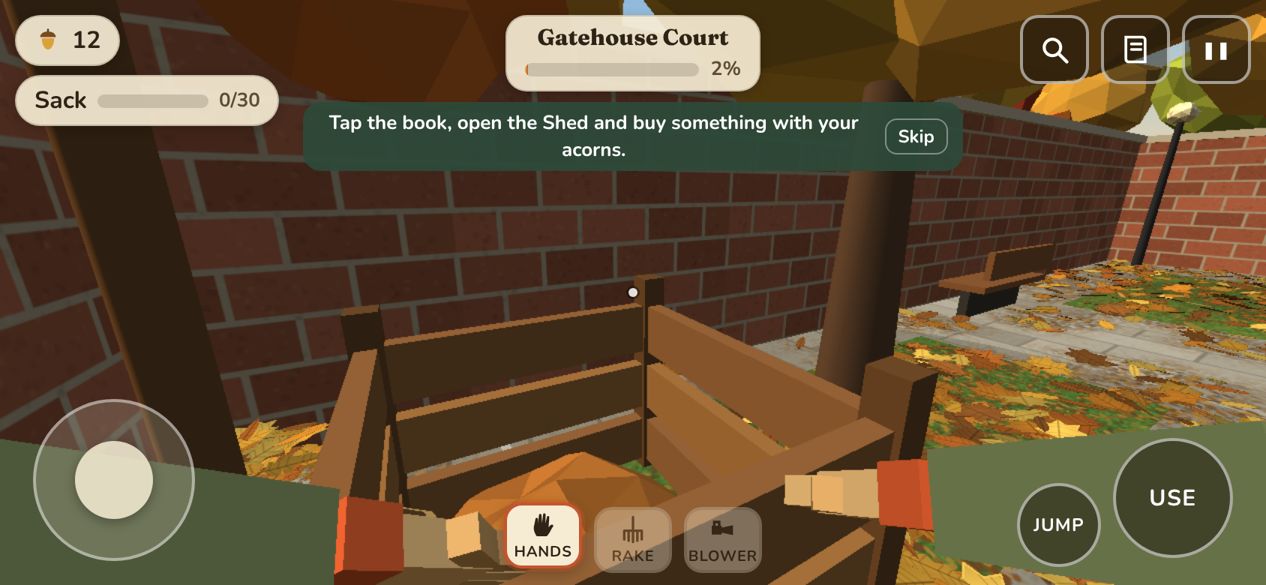 12
Gatehouse Court
2%
Sack 0/30
Tap the book, open the Shed and buy something with your
acorns.
Skip
HANDS
RAKE
BLOWER
JUMP
USE